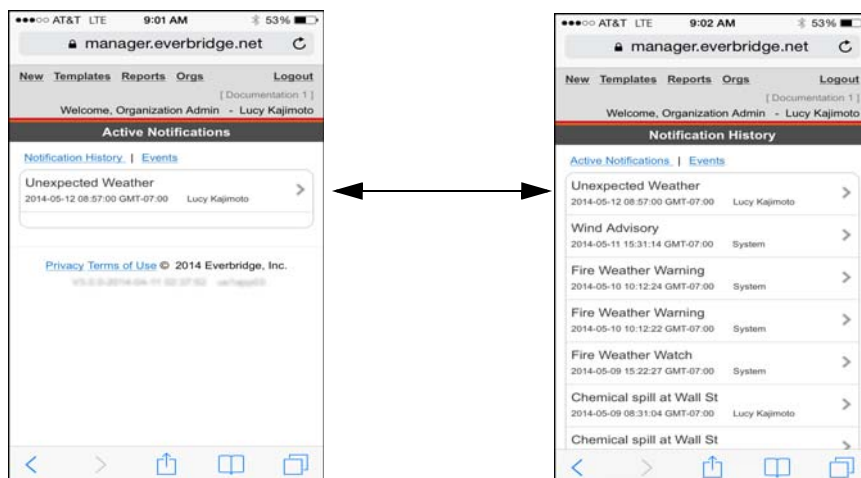 ●●●○○ AT&T LTE 9:01 AM 53%
manager.everbridge.net
New Templates Reports Orgs Logout
[ Documentation 1 ]
Welcome, Organization Admin - Lucy Kajimoto
Active Notifications
Notification History | Events
Unexpected Weather
2014-05-12 08:57:00 GMT-07:00 Lucy Kajimoto
Privacy Terms of Use © 2014 Everbridge, Inc.
●●●○○ AT&T LTE 9:02 AM 53%
manager.everbridge.net
New Templates Reports Orgs Logout
[ Documentation 1 ]
Welcome, Organization Admin - Lucy Kajimoto
Notification History
Active Notifications | Events
Unexpected Weather
2014-05-12 08:57:00 GMT-07:00 Lucy Kajimoto
Wind Advisory
2014-05-11 15:31:14 GMT-07:00 System
Fire Weather Warning
2014-05-10 10:12:24 GMT-07:00 System
Fire Weather Warning
2014-05-10 10:12:22 GMT-07:00 System
Fire Weather Watch
2014-05-09 15:22:27 GMT-07:00 System
Chemical spill at Wall St
2014-05-09 08:31:04 GMT-07:00 Lucy Kajimoto
Chemical spill at Wall St